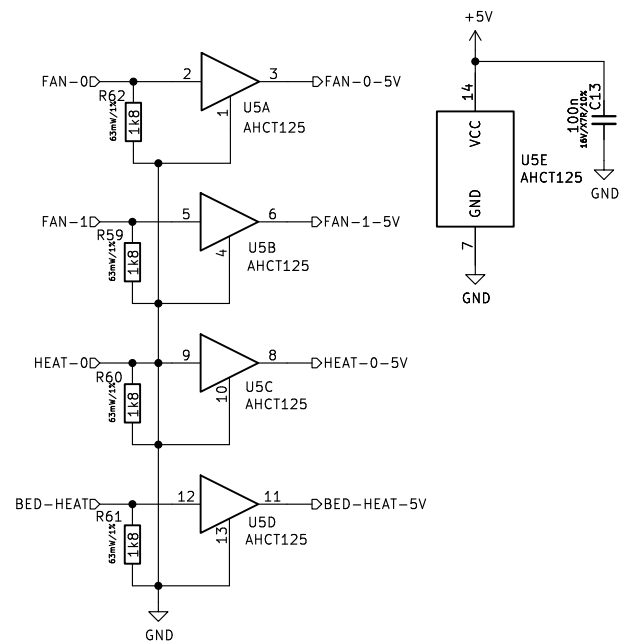 +5V
FAN-0
2
3
FAN-0-5V
R62
63mW/1%
1k8
1
U5A
AHCT125
14
VCC
100n
16V/X7R/10%
C13
U5E
AHCT125
GND
GND
7
GND
FAN-1
5
6
FAN-1-5V
R59
63mW/1%
1k8
4
U5B
AHCT125
HEAT-0
9
8
HEAT-0-5V
R60
63mW/1%
1k8
10
U5C
AHCT125
BED-HEAT
12
11
BED-HEAT-5V
R61
63mW/1%
1k8
13
U5D
AHCT125
GND